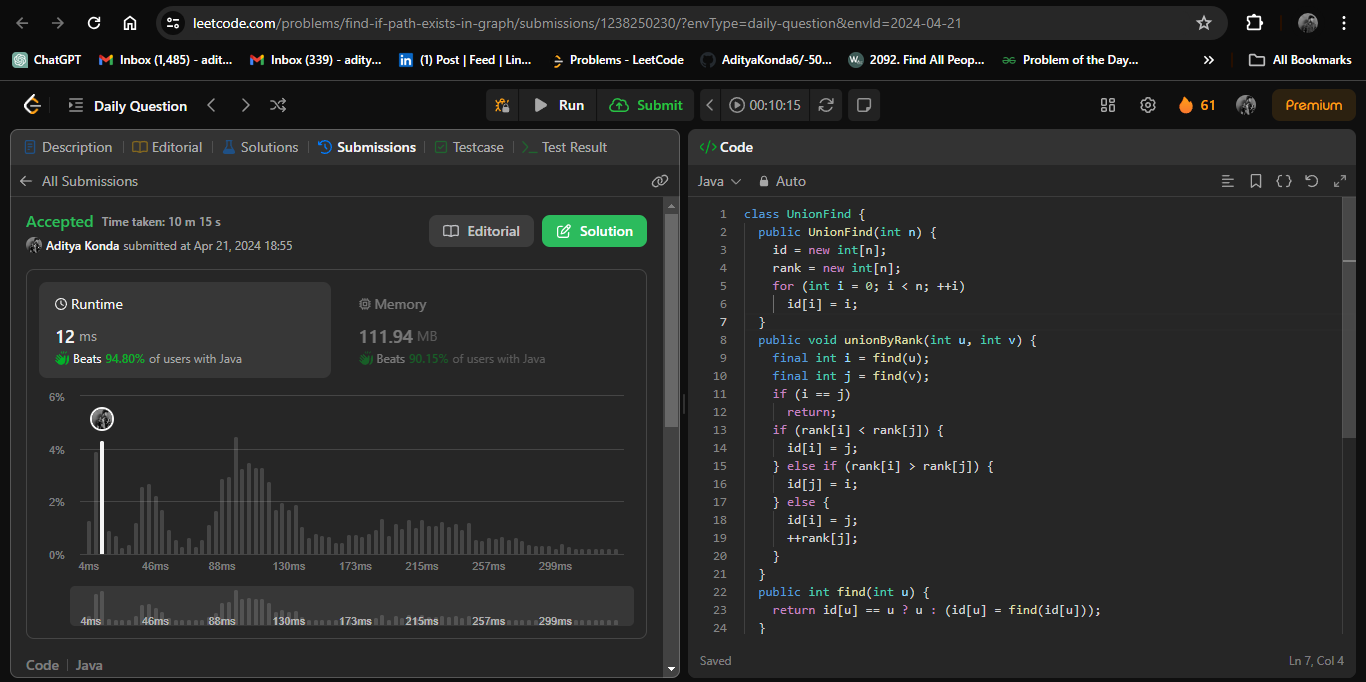 leetcode.com/problems/find-if-path-exists-in-graph/submissions/1238250230/?envType=daily-question&envId=2024-04-21
ChatGPT Inbox (1,485) - adit... Inbox (339) - adity... (1) Post | Feed | Lin... Problems - LeetCode AdityaKonda6/-50... 2092. Find All Peop... Problem of the Day... » All Bookmarks
Daily Question Run Submit 00:10:15 61 Premium
Description | Editorial | Solutions | Submissions | Testcase | Test Result
All Submissions
Accepted Time taken: 10 m 15 s
Aditya Konda submitted at Apr 21, 2024 18:55
Editorial
Solution
Runtime
12 ms
Beats 94.80% of users with Java
Memory
111.94 MB
Beats 90.15% of users with Java
6%
4%
2%
0%
4ms 46ms 88ms 130ms 173ms 215ms 257ms 299ms
4ms 46ms 88ms 130ms 173ms 215ms 257ms 299ms
Code | Java
</> Code
Java Auto
1 class UnionFind {
2 public UnionFind(int n) {
3 id = new int[n];
4 rank = new int[n];
5 for (int i = 0; i < n; ++i)
6 id[i] = i;
7 }
8 public void unionByRank(int u, int v) {
9 final int i = find(u);
10 final int j = find(v);
11 if (i == j)
12 return;
13 if (rank[i] < rank[j]) {
14 id[i] = j;
15 } else if (rank[i] > rank[j]) {
16 id[j] = i;
17 } else {
18 id[i] = j;
19 ++rank[j];
20 }
21 }
22 public int find(int u) {
23 return id[u] == u ? u : (id[u] = find(id[u]));
24 }
Saved Ln 7, Col 4